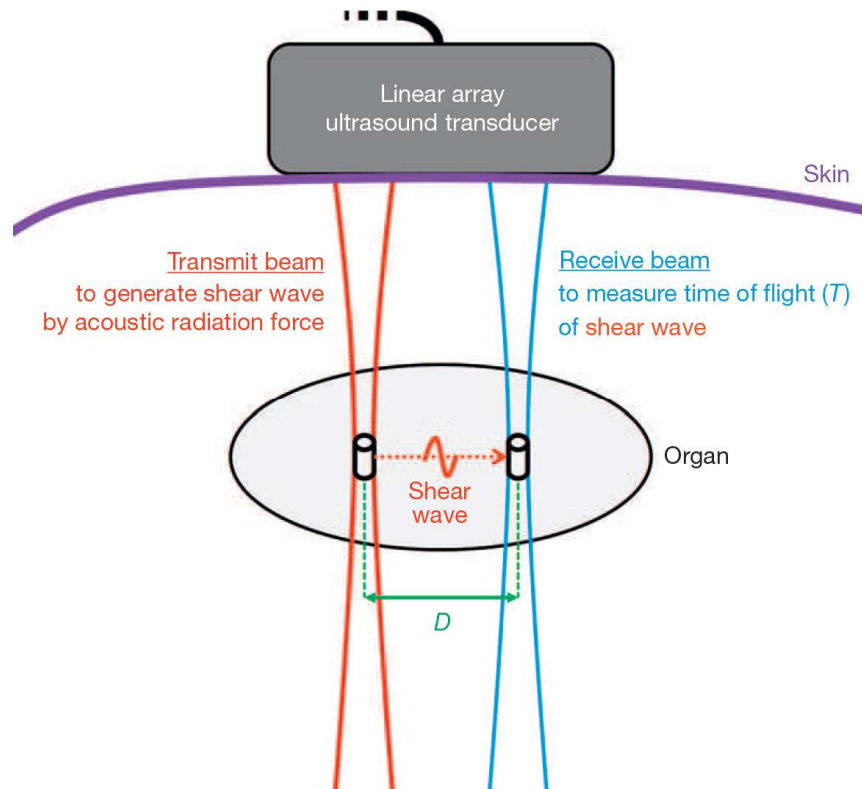 Linear array
ultrasound transducer
Skin
Transmit beam
to generate shear wave
by acoustic radiation force
Receive beam
to measure time of flight (T)
of shear wave
Organ
Shear
wave
D